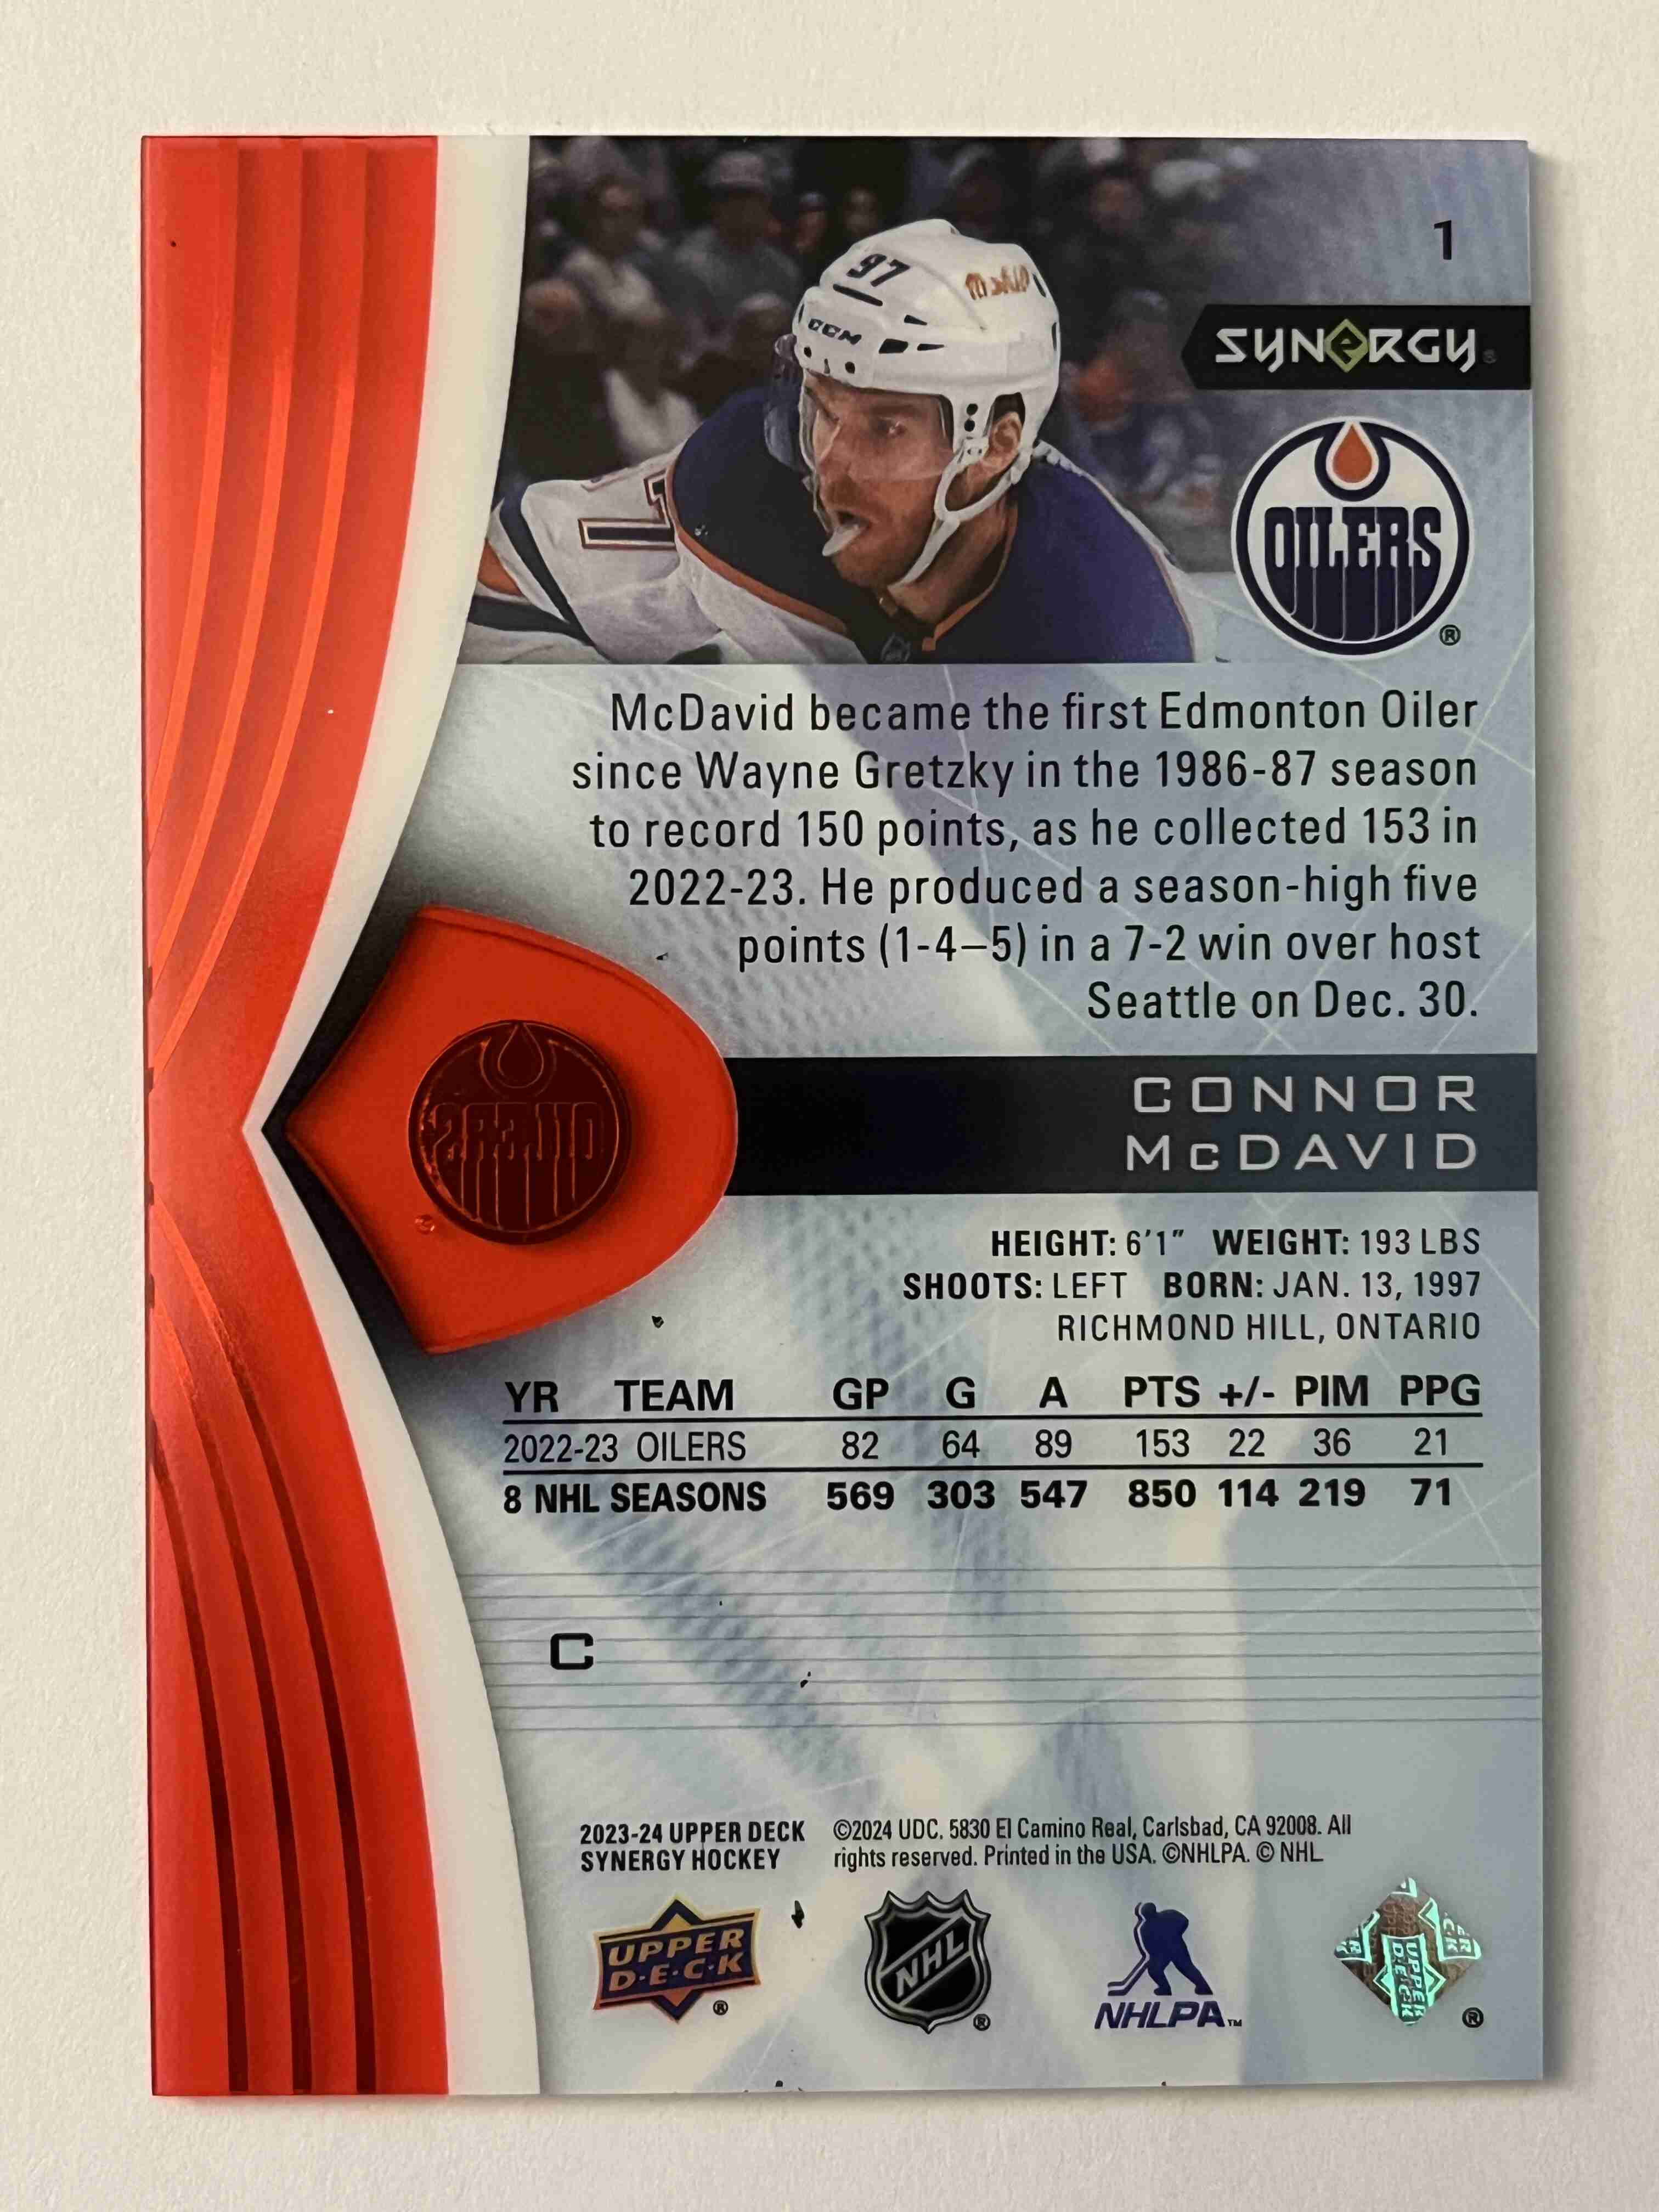 1
97
CCM
SYNERGY
OILERS
®
McDavid became the first Edmonton Oiler
since Wayne Gretzky in the 1986-87 season
to record 150 points, as he collected 153 in
2022-23. He produced a season-high five
points (1-4–5) in a 7-2 win over host
Seattle on Dec. 30.
OILERS
CONNOR
McDAVID
HEIGHT: 6'1" WEIGHT: 193 LBS
SHOOTS: LEFT BORN: JAN. 13, 1997
RICHMOND HILL, ONTARIO
YR TEAM GP G A PTS +/- PIM PPG
2022-23 OILERS 82 64 89 153 22 36 21
8 NHL SEASONS 569 303 547 850 114 219 71
C
2023-24 UPPER DECK
SYNERGY HOCKEY
©2024 UDC. 5830 El Camino Real, Carlsbad, CA 92008. All
rights reserved. Printed in the USA. ©NHLPA. © NHL
UPPER
D·E·C·K
®
NHL
®
NHLPA™
UPPER
DECK
®